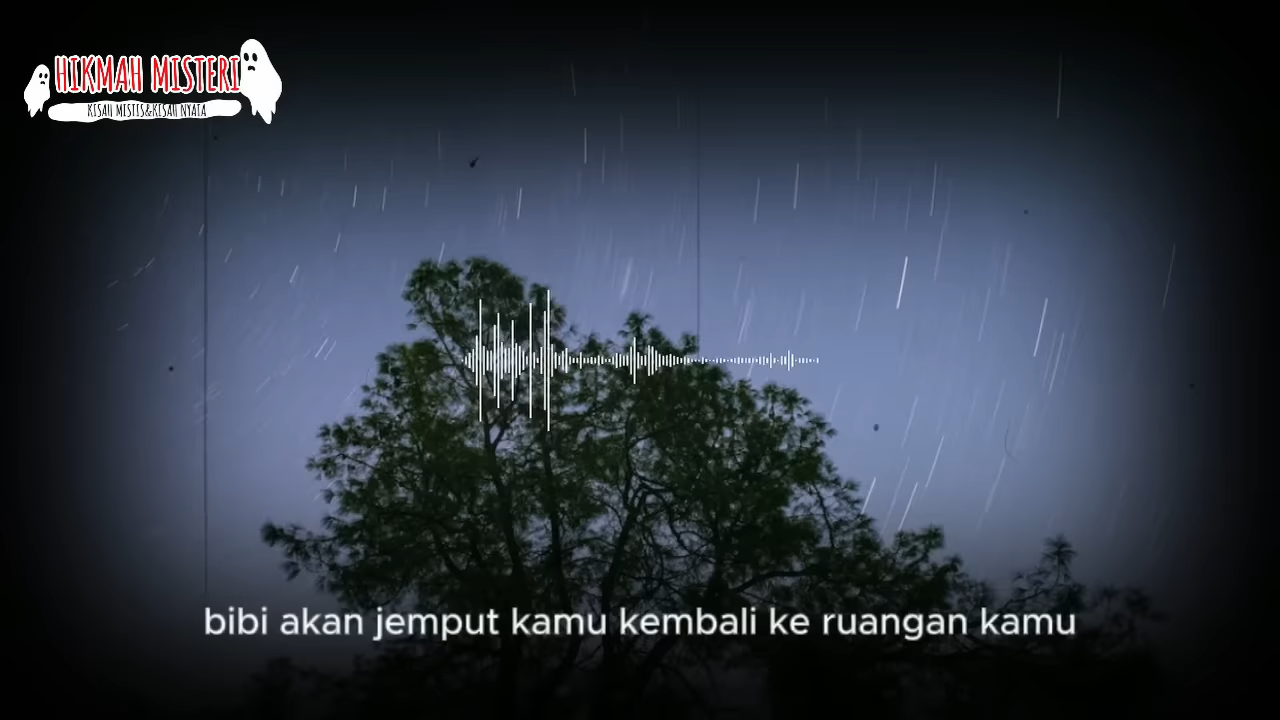 HIKMAH MISTERI
KISAH MISTIS&KISAH NYATA
bibi akan jemput kamu kembali ke ruangan kamu